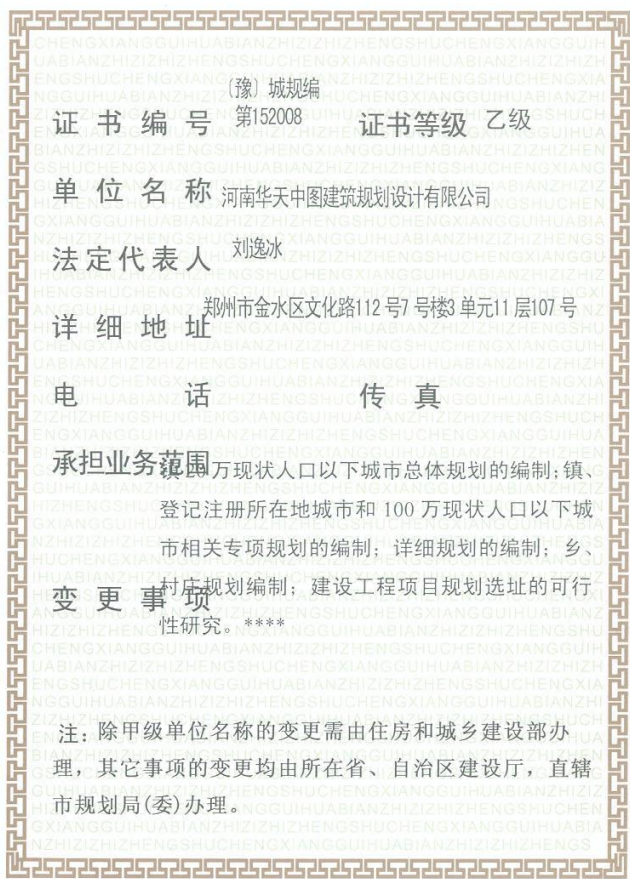 证书编号 (豫)城规编
第152008 证书等级 乙级
单位名称 河南华天中图建筑规划设计有限公司
法定代表人 刘逸冰
详细地址 郑州市金水区文化路112号7号楼3单元11层107号
电话 传真
承担业务范围
万现状人口以下城市总体规划的编制;镇、
登记注册所在地城市和100万现状人口以下城
市相关专项规划的编制;详细规划的编制;乡、
村庄规划编制;建设工程项目规划选址的可行
性研究。****
变更事项
注:除甲级单位名称的变更需由住房和城乡建设部办
理,其它事项的变更均由所在省、自治区建设厅,直辖
市规划局(委)办理。